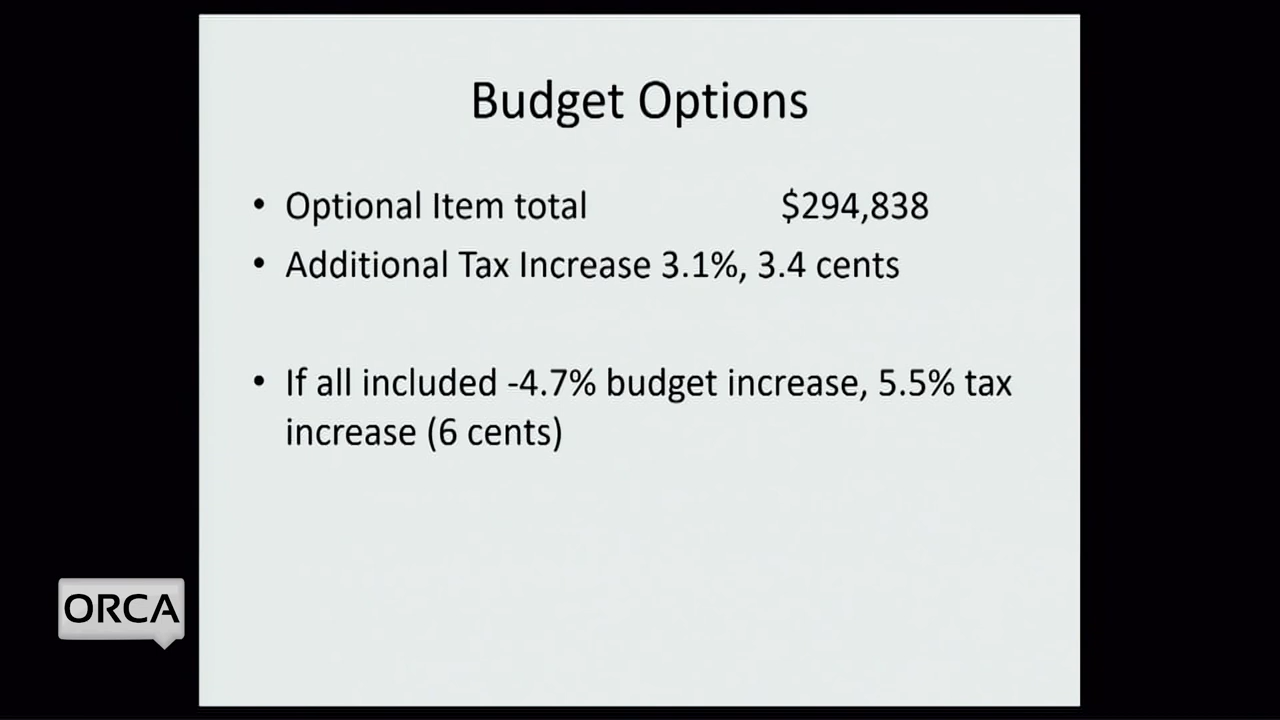 Budget Options
• Optional Item total $294,838
• Additional Tax Increase 3.1%, 3.4 cents
• If all included -4.7% budget increase, 5.5% tax
increase (6 cents)
ORCA